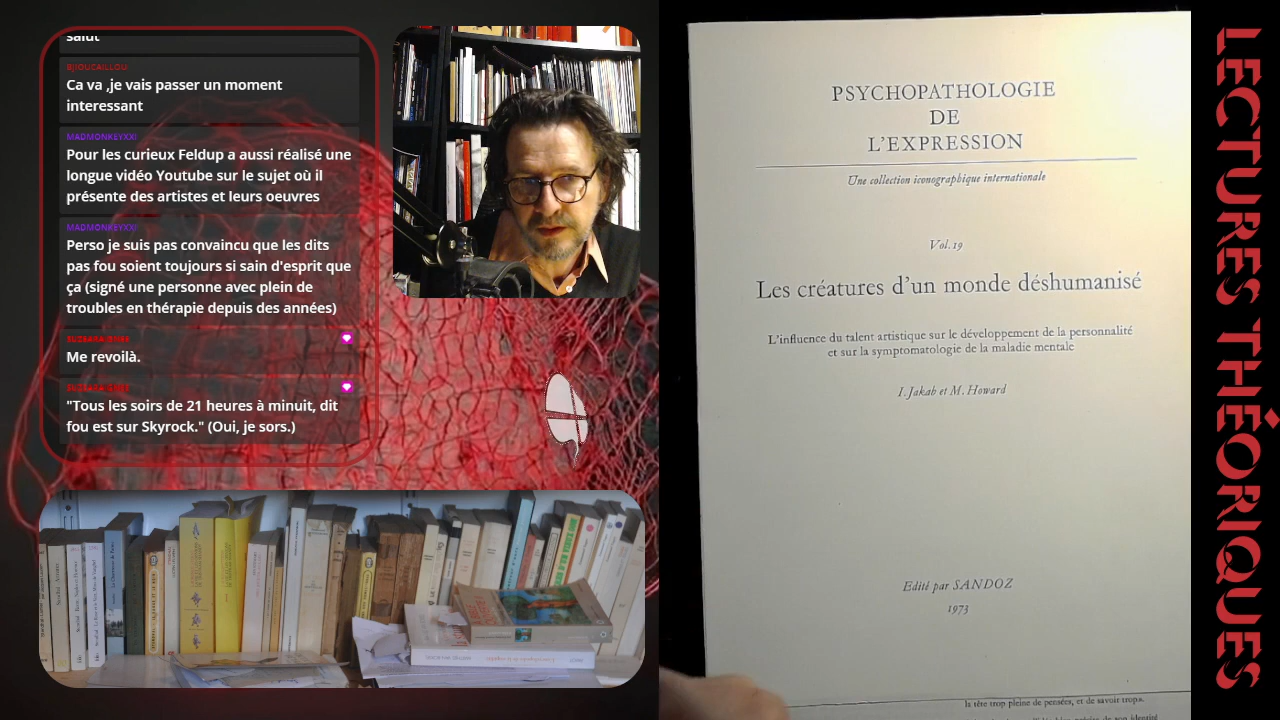 salut
BJIOUCAILLOU
Ca va ,je vais passer un moment
interessant
MADMONKEYXXI
Pour les curieux Feldup a aussi réalisé une
longue vidéo Youtube sur le sujet où il
présente des artistes et leurs oeuvres
MADMONKEYXXI
Perso je suis pas convaincu que les dits
pas fou soient toujours si sain d'esprit que
ça (signé une personne avec plein de
troubles en thérapie depuis des années)
Me revoilà.
"Tous les soirs de 21 heures à minuit, dit
fou est sur Skyrock." (Oui, je sors.)
PSYCHOPATHOLOGIE
DE
L'EXPRESSION
Une collection iconographique internationale
Vol. 19
Les créatures d'un monde déshumanisé
L'influence du talent artistique sur le développement de la personnalité
et sur la symptomatologie de la maladie mentale
I. Jakab et M. Howard
Edité par SANDOZ
1973
la tête trop pleine de pensées, et de savoir trop».
LECTURES THÉORIQUES